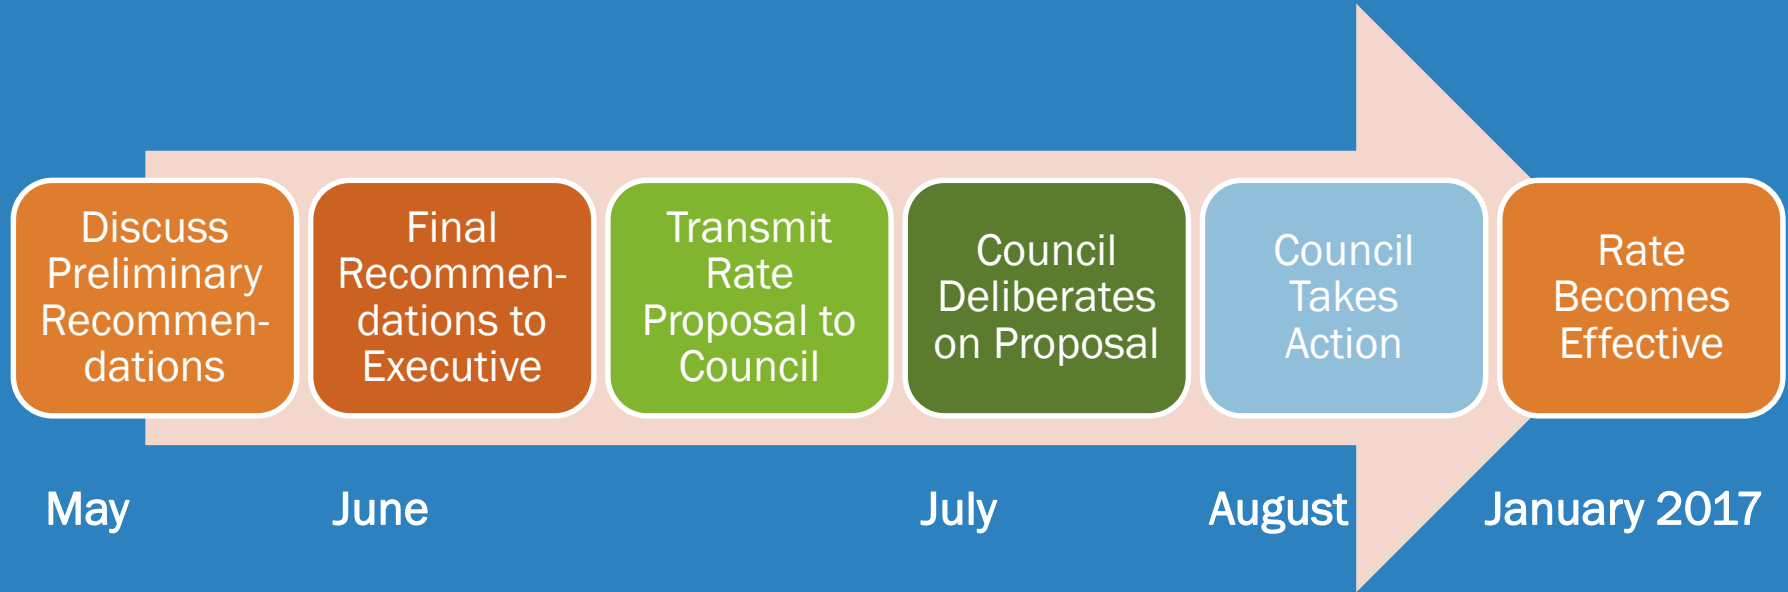 Discuss
Preliminary
Recommen-
dations
Final
Recommen-
dations to
Executive
Transmit
Rate
Proposal to
Council
Council
Deliberates
on Proposal
Council
Takes
Action
Rate
Becomes
Effective
May
June
July
August
January 2017